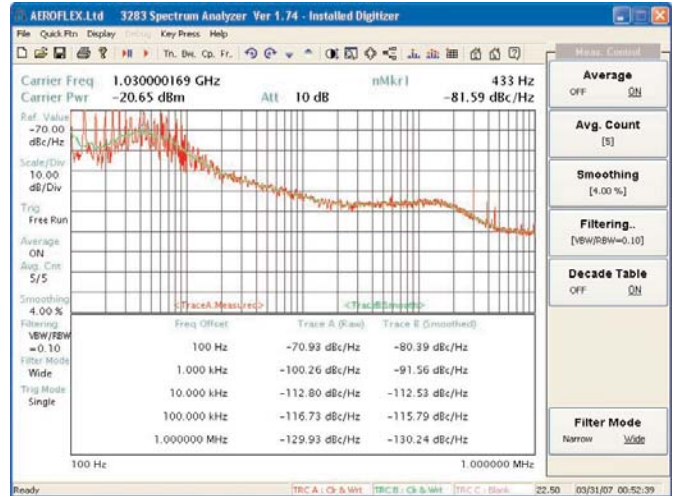 AEROFLEX.Ltd 3283 Spectrum Analyzer Ver 1.74 - Installed Digitizer
File Quick.Ftn Display Debug Key Press Help
Tn. Bw. Cp. Fr.
Meas. Control
Carrier Freq 1.030000169 GHz nMkr1 433 Hz
Carrier Pwr -20.65 dBm Att 10 dB -81.59 dBc/Hz
Ref. Value
-70.00
dBc/Hz
Scale/Div
10.00
dB/Div
Trig
Free Run
Average
ON
Avg. Cnt
5/5
Smoothing
4.00 %
Filtering
VBW/RBW
=0.10
Filter Mode
Wide
Trig Mode
Single
<TraceA:Measured> <TraceB:Smooth>
Freq Offset Trace A (Raw) Trace B (Smoothed)
100 Hz -70.93 dBc/Hz -80.39 dBc/Hz
1.000 kHz -100.26 dBc/Hz -91.56 dBc/Hz
10.000 kHz -112.80 dBc/Hz -112.53 dBc/Hz
100.000 kHz -116.73 dBc/Hz -115.79 dBc/Hz
1.000000 MHz -129.93 dBc/Hz -130.24 dBc/Hz
100 Hz 1.000000 MHz
Average
OFF ON
Avg. Count
[5]
Smoothing
[4.00 %]
Filtering..
[VBW/RBW=0.10]
Decade Table
OFF ON
Filter Mode
Narrow Wide
Ready TRC A : Clr & Wrt TRC B : Clr & Wrt TRC C : Blank 22.50 03/31/07 00:52:39